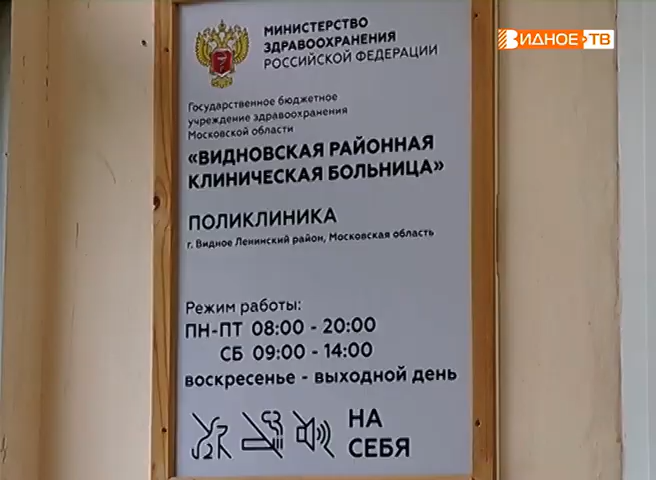 ВИДНОЕ ТВ
МИНИСТЕРСТВО
ЗДРАВООХРАНЕНИЯ
РОССИЙСКОЙ ФЕДЕРАЦИИ
Государственное бюджетное
учреждение здравоохранения
Московской области
«ВИДНОВСКАЯ РАЙОННАЯ
КЛИНИЧЕСКАЯ БОЛЬНИЦА»
ПОЛИКЛИНИКА
г. Видное Ленинский район, Московская область
Режим работы:
ПН-ПТ 08:00 - 20:00
СБ 09:00 - 14:00
воскресенье - выходной день
НА
СЕБЯ